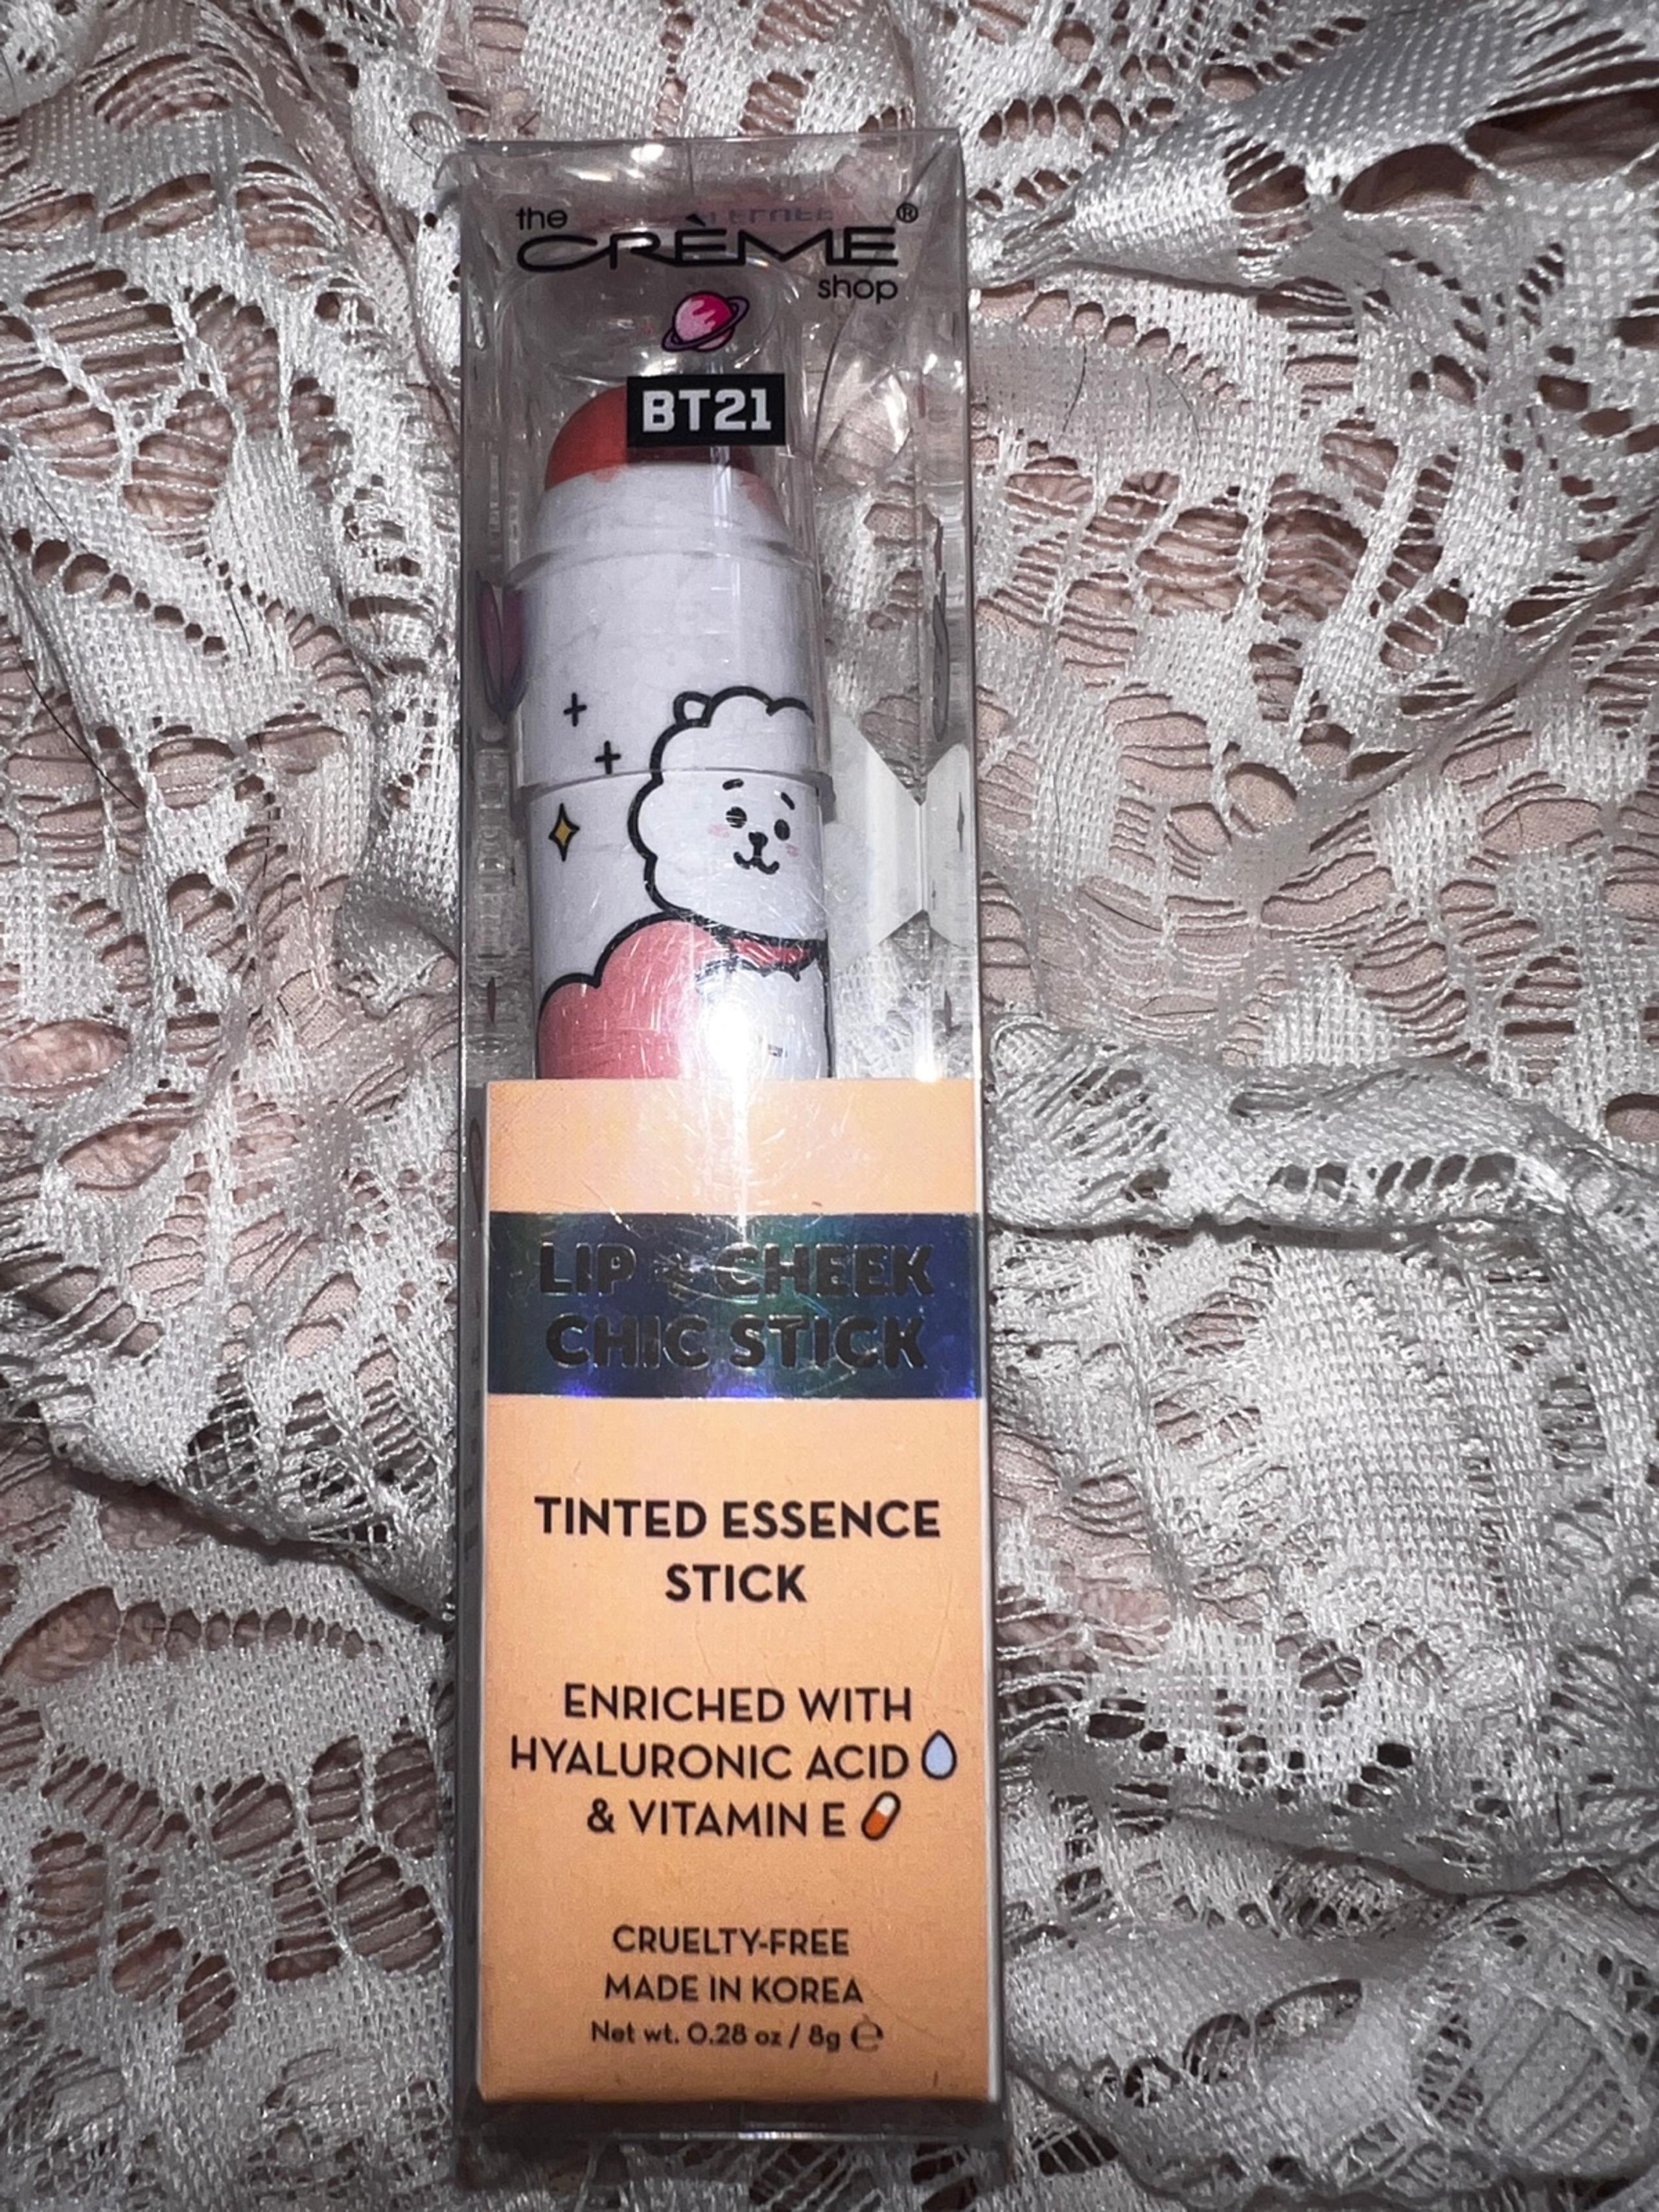 the
CRÈME®
shop
BT21
LIP + CHEEK
CHIC STICK
TINTED ESSENCE
STICK
ENRICHED WITH
HYALURONIC ACID
& VITAMIN E
CRUELTY-FREE
MADE IN KOREA
Net wt. 0.28 oz / 8g ℮